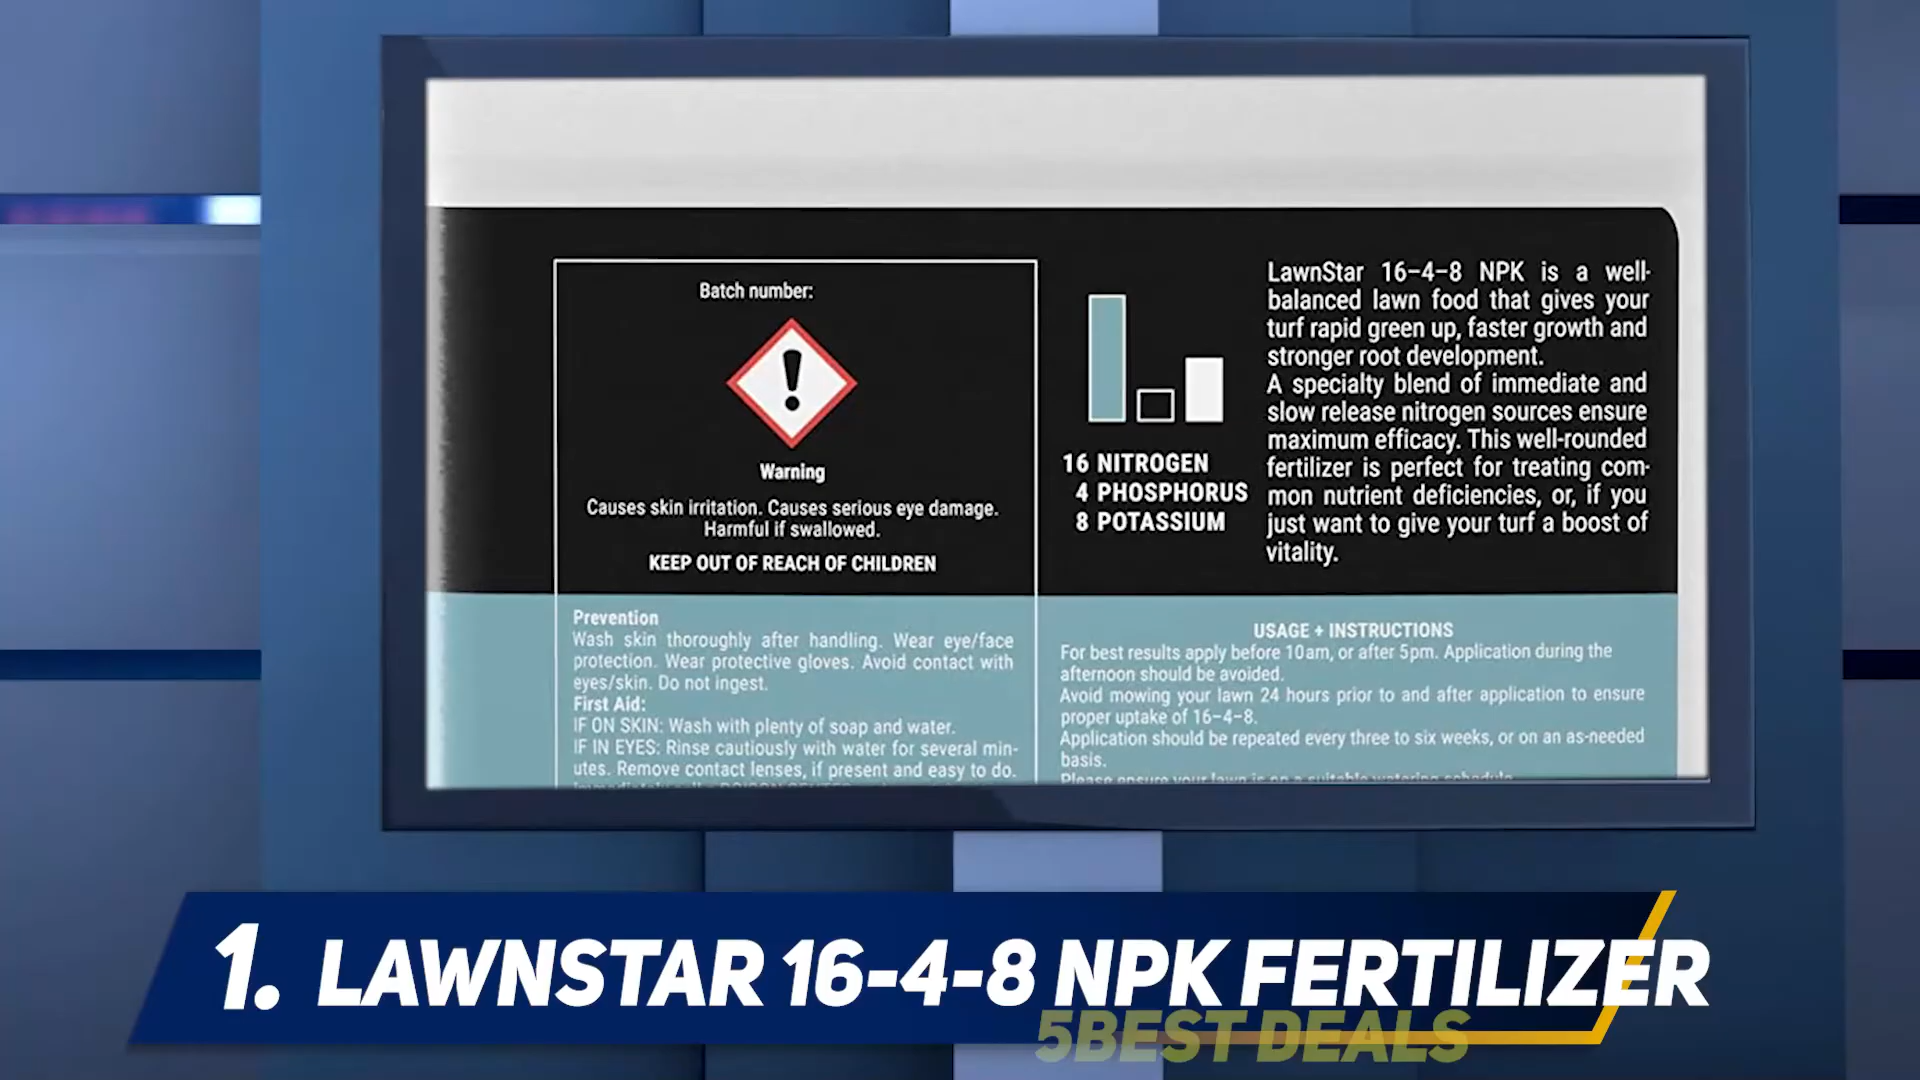 Batch number:
!
Warning
Causes skin irritation. Causes serious eye damage.
Harmful if swallowed.
KEEP OUT OF REACH OF CHILDREN
16 NITROGEN
4 PHOSPHORUS
8 POTASSIUM
LawnStar 16-4-8 NPK is a well-
balanced lawn food that gives your
turf rapid green up, faster growth and
stronger root development.
A specialty blend of immediate and
slow release nitrogen sources ensure
maximum efficacy. This well-rounded
fertilizer is perfect for treating com-
mon nutrient deficiencies, or, if you
just want to give your turf a boost of
vitality.
Prevention
Wash skin thoroughly after handling. Wear eye/face
protection. Wear protective gloves. Avoid contact with
eyes/skin. Do not ingest.
First Aid:
IF ON SKIN: Wash with plenty of soap and water.
IF IN EYES: Rinse cautiously with water for several min-
utes. Remove contact lenses, if present and easy to do.
USAGE + INSTRUCTIONS
For best results apply before 10am, or after 5pm. Application during the
afternoon should be avoided.
Avoid mowing your lawn 24 hours prior to and after application to ensure
proper uptake of 16-4-8.
Application should be repeated every three to six weeks, or on an as-needed
basis.
Please ensure your lawn is on a suitable watering schedule
1. LAWNSTAR 16-4-8 NPK FERTILIZER
5BEST DEALS